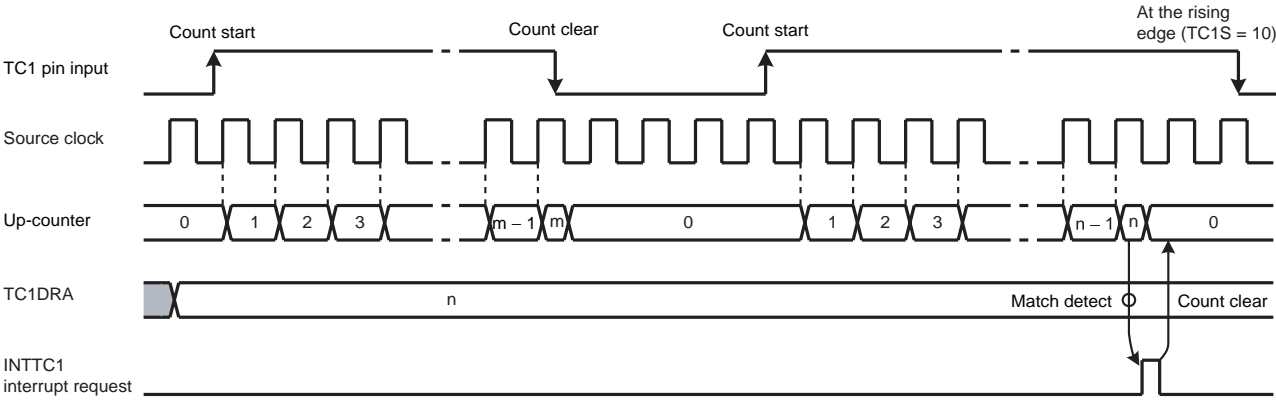 At the rising
edge (TC1S = 10)
Count start
Count clear
Count start
TC1 pin input
Source clock
Up-counter
0 1 2 3 m – 1 m 0 1 2 3 n – 1 n 0
TC1DRA
n
Match detect
Count clear
INTTC1
interrupt request